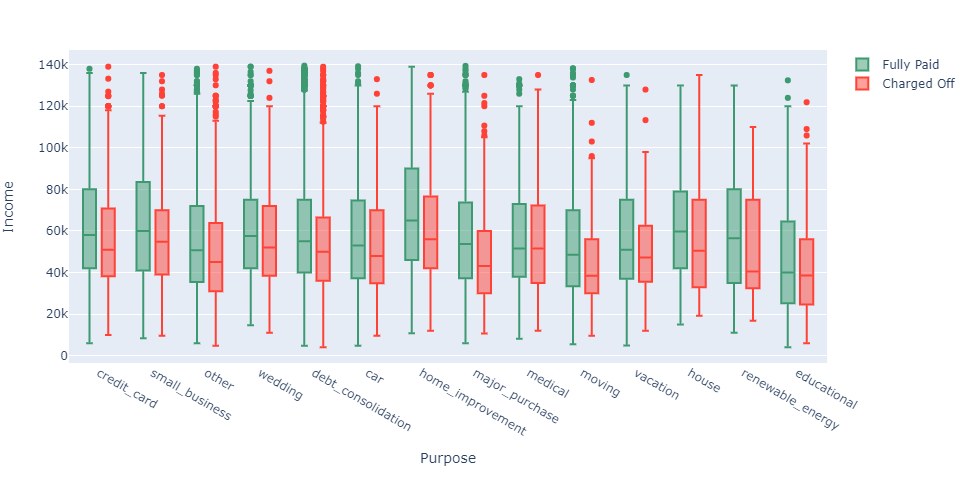 Fully Paid
Charged Off
140k
120k
100k
80k
60k
40k
20k
0
Income
credit_card
small_business
other
wedding
debt_consolidation
car
home_improvement
major_purchase
medical
moving
vacation
house
renewable_energy
educational
Purpose